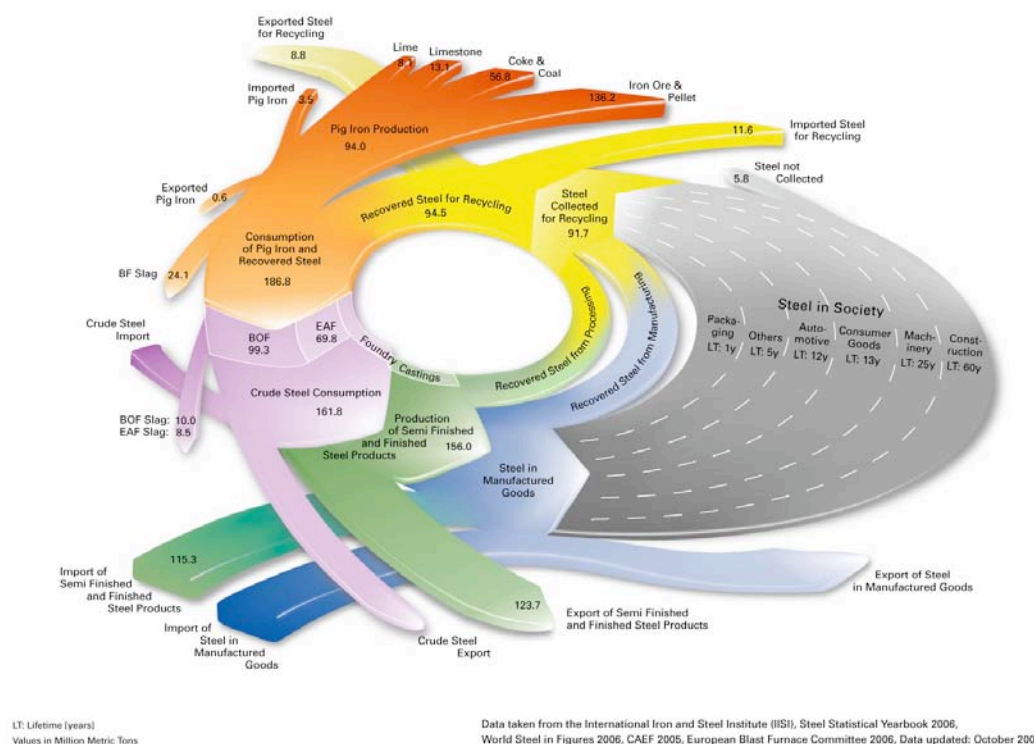 Exported Steel
for Recycling
8.8
Lime
8.1
Limestone
13.1
Coke &
Coal
56.8
Iron Ore &
Pellet
136.2
Imported
Pig Iron
3.5
Pig Iron Production
94.0
Imported Steel
for Recycling
11.6
Steel not
Collected
5.8
Exported
Pig Iron
0.6
Recovered Steel for Recycling
94.5
Steel
Collected
for Recycling
91.7
Consumption
of Pig Iron and
Recovered Steel
186.8
BF Slag
24.1
Crude Steel
Import
BOF
99.3
EAF
69.8
Foundry Castings
Recovered Steel from Processing
Recovered Steel from Manufacturing
Steel in Society
Packa-
ging
LT: 1y
Others
LT: 5y
Auto-
motive
LT: 12y
Consumer
Goods
LT: 13y
Mach-
inery
LT: 25y
Const-
ruction
LT: 60y
Crude Steel Consumption
161.8
BOF Slag: 10.0
EAF Slag: 8.5
Production
of Semi Finished
and Finished
Steel Products
156.0
Steel in
Manufactured
Goods
115.3
Import of
Semi Finished
and Finished
Steel Products
Import of
Steel in
Manufactured
Goods
Crude Steel
Export
123.7
Export of Semi Finished
and Finished Steel Products
Export of Steel
in Manufactured Goods
LT: Lifetime [years]
Values in Million Metric Tons
Data taken from the International Iron and Steel Institute (IISI), Steel Statistical Yearbook 2006,
World Steel in Figures 2006, CAEF 2005, European Blast Furnace Committee 2006, Data updated: October